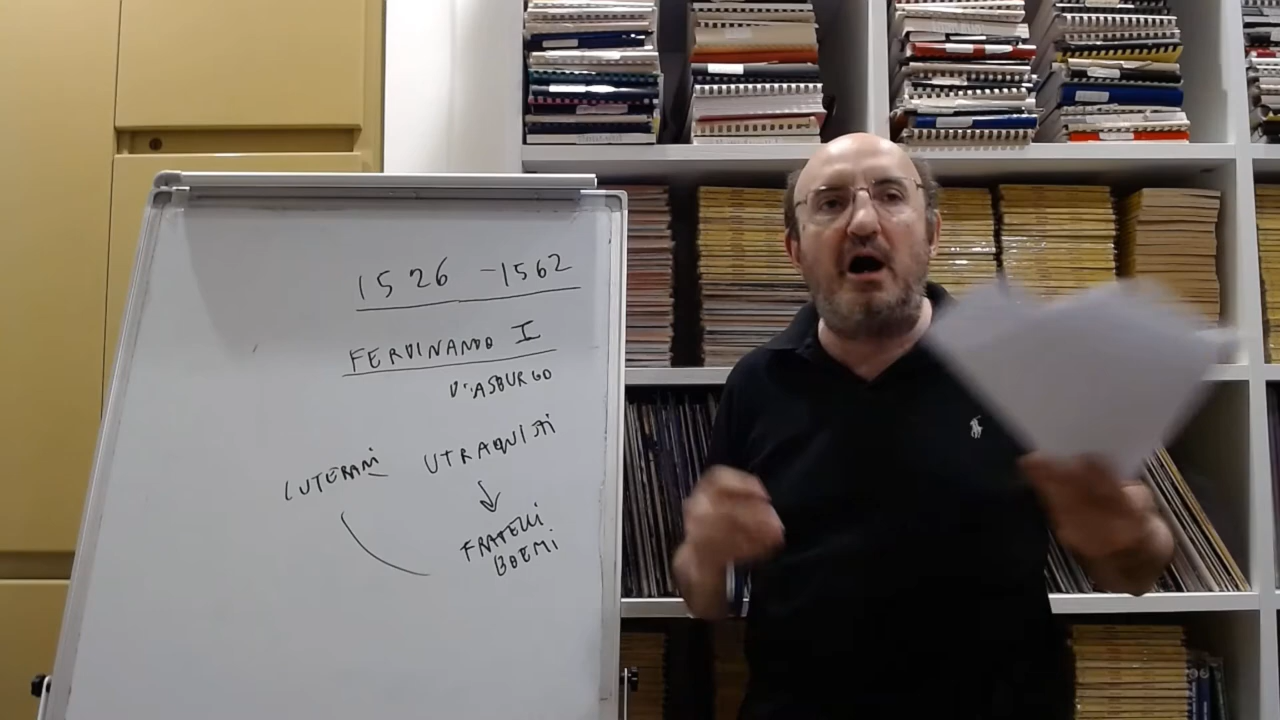 1526 - 1562
FERDINANDO I
D'ASBURGO
LUTERANI UTRAQUISTI
FRATELLI
BOEMI